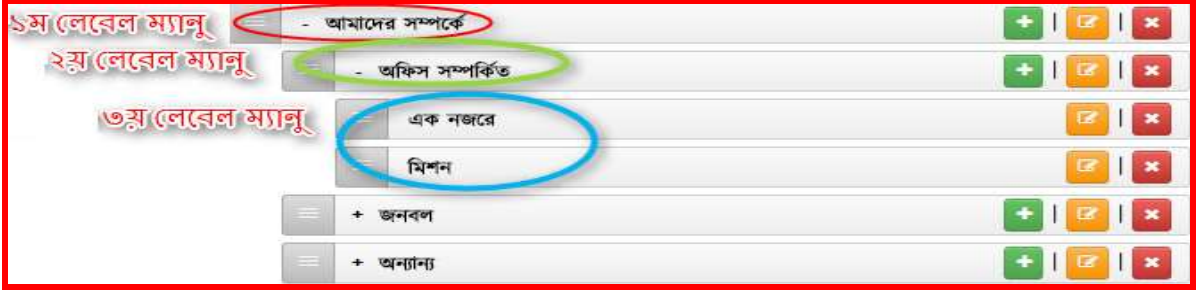 ১ম লেবেল ম্যানু - আমাদের সম্পর্কে
২য় লেবেল ম্যানু - অফিস সম্পর্কিত
৩য় লেবেল ম্যানু এক নজরে
মিশন
+ জনবল
+ অন্যান্য